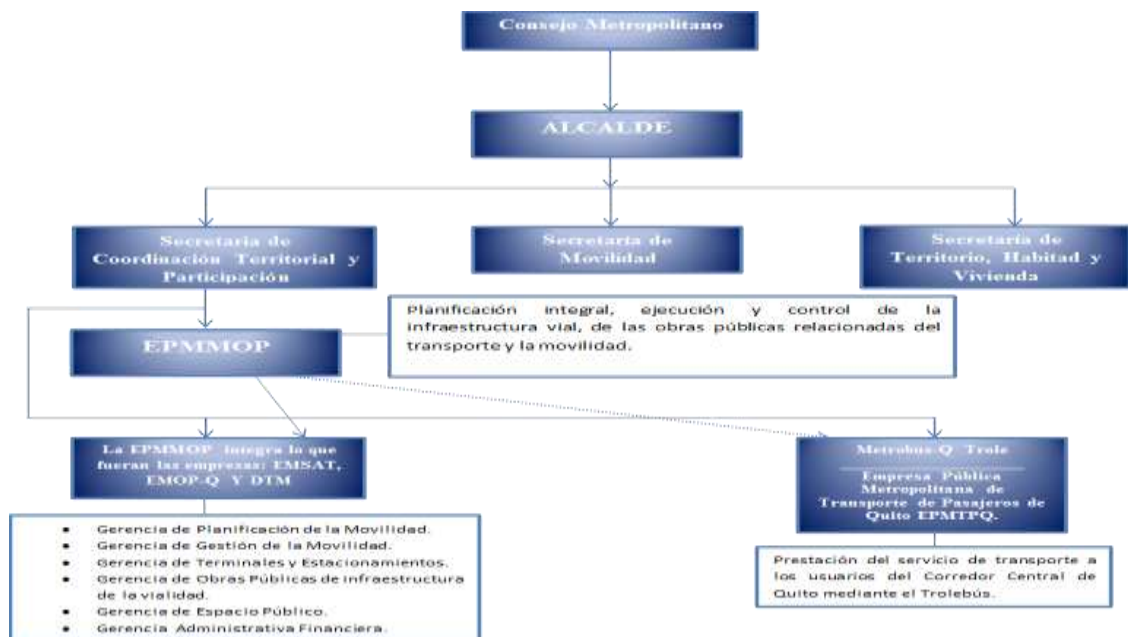 Consejo Metropolitano
ALCALDE
Secretaria de
Coordinación Territorial y
Participación
Secretaría de
Movilidad
Secretaría de
Territorio, Habitad y
Vivienda
Planificación integral, ejecución y control de la
infraestructura vial, de las obras públicas relacionadas del
transporte y la movilidad.
EPMMOP
La EPMMOP integra lo que
fueran las empresas: EMSAT,
EMOP-Q Y DTM
Metrobus-Q Trole
Empresa Pública
Metropolitana de
Transporte de Pasajeros de
Quito EPMTPQ.
• Gerencia de Planificación de la Movilidad.
• Gerencia de Gestión de la Movilidad.
• Gerencia de Terminales y Estacionamientos.
• Gerencia de Obras Públicas de infraestructura
de la vialidad.
• Gerencia de Espacio Público.
• Gerencia Administrativa Financiera.
Prestación del servicio de transporte a
los usuarios del Corredor Central de
Quito mediante el Trolebús.